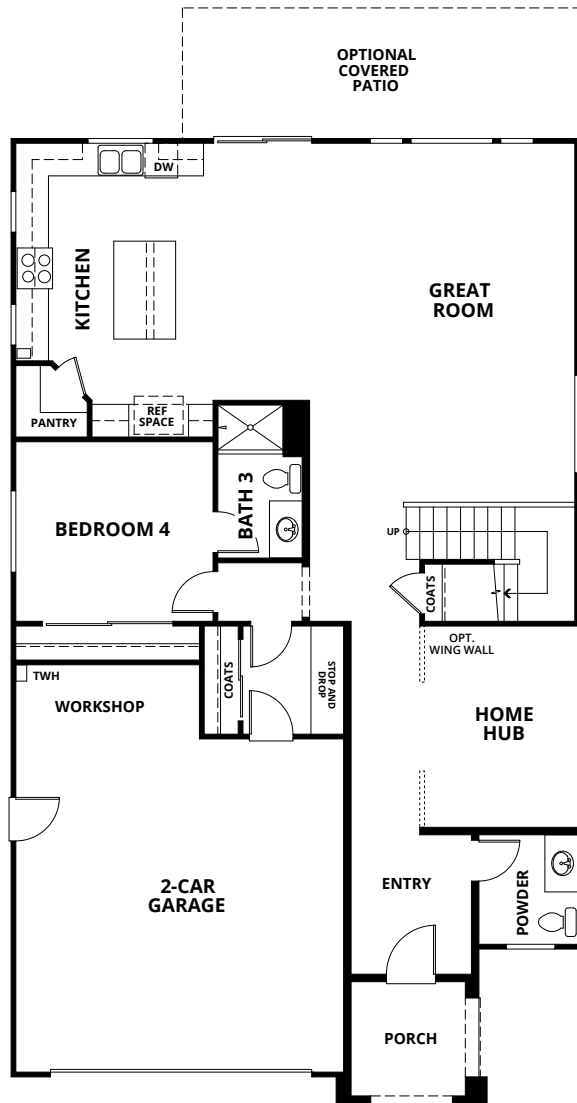 OPTIONAL
COVERED
PATIO
DW
KITCHEN
GREAT
ROOM
PANTRY
REF
SPACE
BATH 3
BEDROOM 4
UP
COATS
OPT.
WING WALL
TWH
COATS
STOP AND
DROP
WORKSHOP
HOME
HUB
2-CAR
GARAGE
ENTRY
POWDER
PORCH